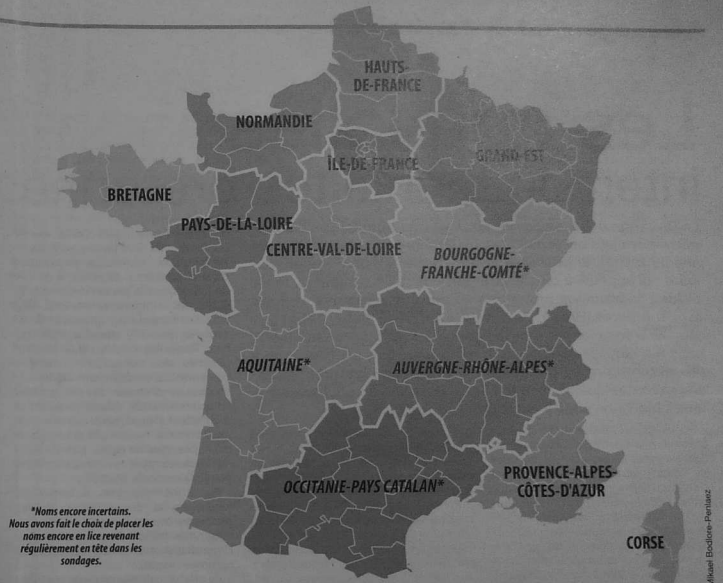 HAUTS-
DE-FRANCE
NORMANDIE
ÎLE-DE-FRANCE
GRAND-EST
BRETAGNE
PAYS-DE-LA-LOIRE
CENTRE-VAL-DE-LOIRE
BOURGOGNE-
FRANCHE-COMTÉ*
AQUITAINE*
AUVERGNE-RHÔNE-ALPES*
OCCITANIE-PAYS CATALAN*
PROVENCE-ALPES-
CÔTES-D'AZUR
CORSE
*Noms encore incertains.
Nous avons fait le choix de placer les
noms encore en lice revenant
régulièrement en tête dans les
sondages.